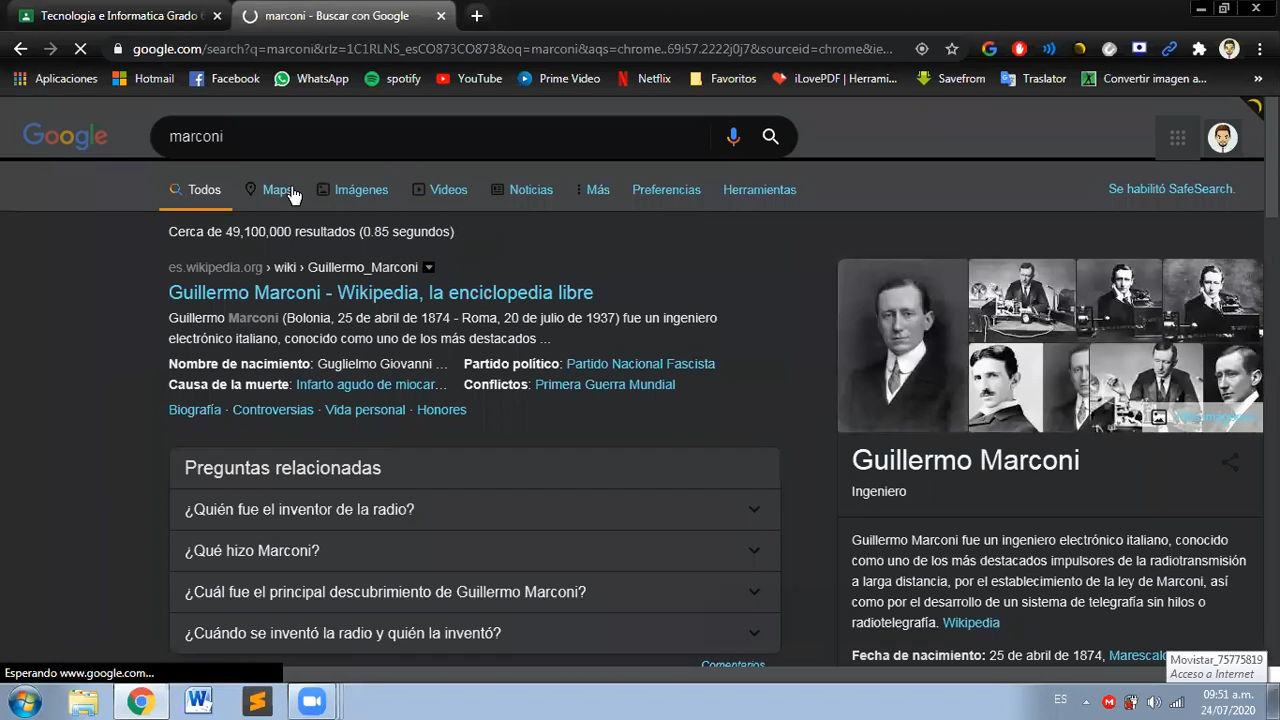 Tecnologia e Informatica Grado 6
marconi - Buscar con Google
google.com/search?q=marconi&rlz=1C1RLNS_esCO873CO873&oq=marconi&aqs=chrome..69i57.2222j0j7&sourceid=chrome&ie...
Aplicaciones Hotmail Facebook WhatsApp spotify YouTube Prime Video Netflix Favoritos iLovePDF | Herrami... Savefrom Traslator Convertir imagen a... »
Google
marconi
Todos Maps Imágenes Videos Noticias Más Preferencias Herramientas Se habilitó SafeSearch.
Cerca de 49,100,000 resultados (0.85 segundos)
es.wikipedia.org › wiki › Guillermo_Marconi
Guillermo Marconi - Wikipedia, la enciclopedia libre
Guillermo Marconi (Bolonia, 25 de abril de 1874 - Roma, 20 de julio de 1937) fue un ingeniero
electrónico italiano, conocido como uno de los más destacados ...
Nombre de nacimiento: Guglielmo Giovanni ... Partido político: Partido Nacional Fascista
Causa de la muerte: Infarto agudo de miocar... Conflictos: Primera Guerra Mundial
Biografía · Controversias · Vida personal · Honores
Preguntas relacionadas
¿Quién fue el inventor de la radio?
¿Qué hizo Marconi?
¿Cuál fue el principal descubrimiento de Guillermo Marconi?
¿Cuándo se inventó la radio y quién la inventó?
Comentarios
Guillermo Marconi
Ingeniero
Guillermo Marconi fue un ingeniero electrónico italiano, conocido
como uno de los más destacados impulsores de la radiotransmisión
a larga distancia, por el establecimiento de la ley de Marconi, así
como por el desarrollo de un sistema de telegrafía sin hilos o
radiotelegrafía. Wikipedia
Fecha de nacimiento: 25 de abril de 1874, Marescalc
Movistar_75775819
Acceso a Internet
Esperando www.google.com...
ES
09:51 a.m.
24/07/2020